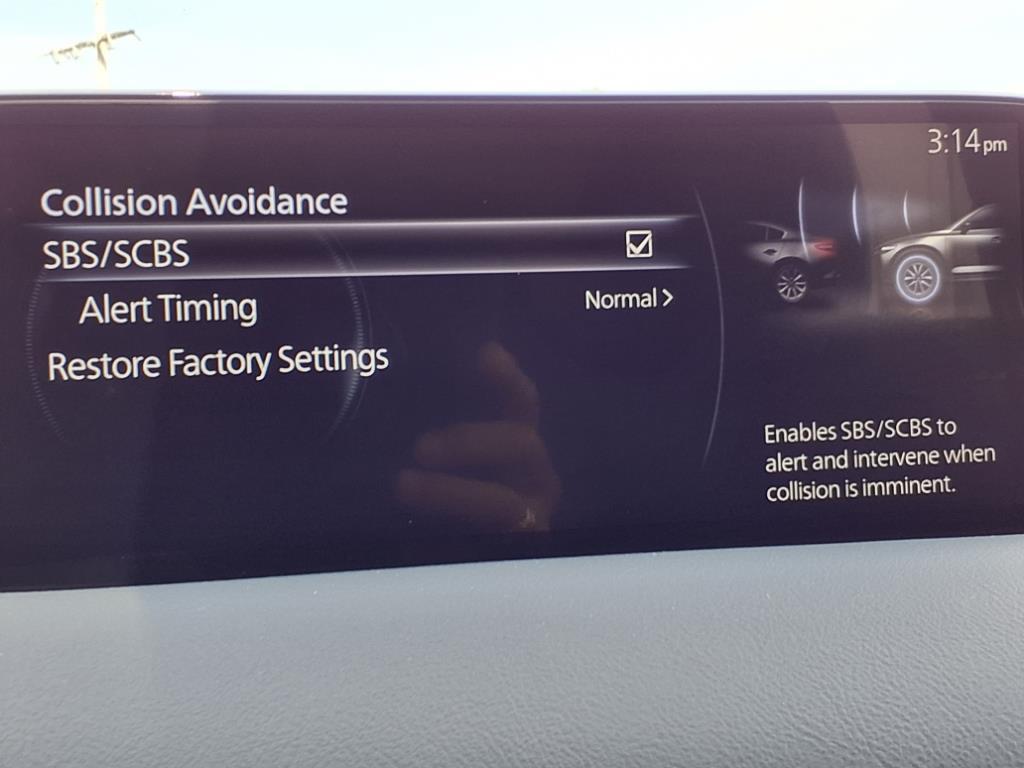 3:14pm
Collision Avoidance
SBS/SCBS
Alert Timing
Normal >
Restore Factory Settings
Enables SBS/SCBS to
alert and intervene when
collision is imminent.